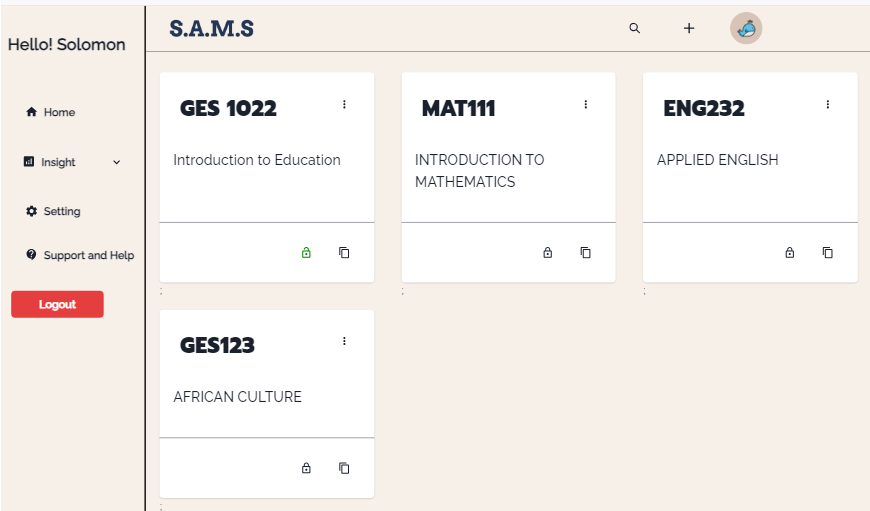 Hello! Solomon
Home
Insight
Setting
Support and Help
Logout
S.A.M.S
GES 1022
Introduction to Education
;
MAT111
INTRODUCTION TO
MATHEMATICS
;
ENG232
APPLIED ENGLISH
;
GES123
AFRICAN CULTURE
;